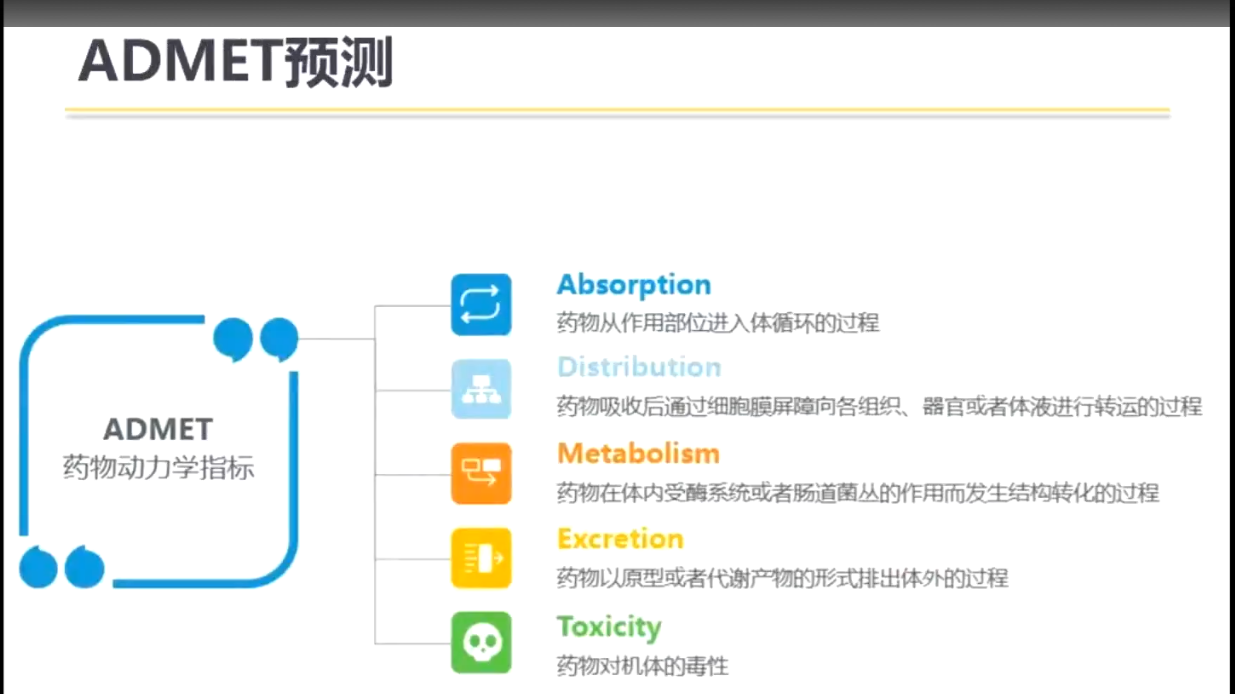 ADMET预测
ADMET
药物动力学指标
Absorption
药物从作用部位进入体循环的过程
Distribution
药物吸收后通过细胞膜屏障向各组织、器官或者体液进行转运的过程
Metabolism
药物在体内受酶系统或者肠道菌丛的作用而发生结构转化的过程
Excretion
药物以原型或者代谢产物的形式排出体外的过程
Toxicity
药物对机体的毒性